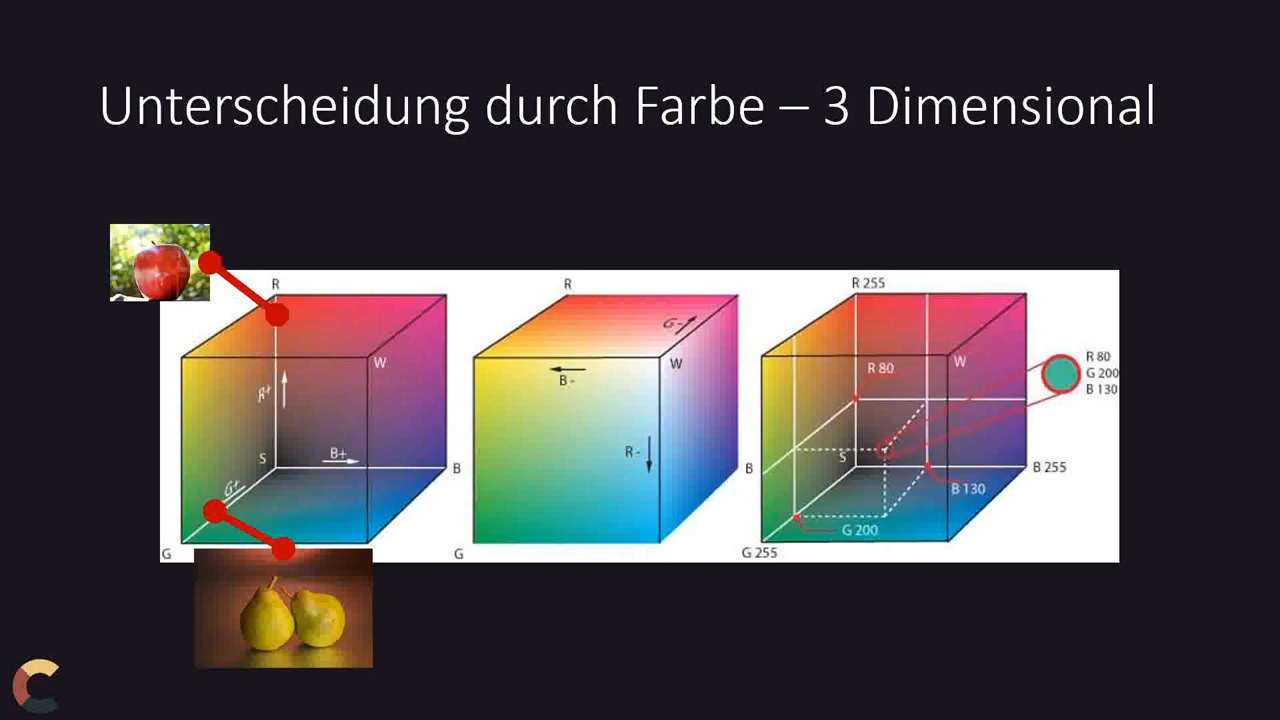 Unterscheidung durch Farbe – 3 Dimensional
R
W
R+
S
B+
B
G+
G
R
G -
W
B -
R -
B
G
R 255
W
R 80
R 80
G 200
B 130
S
B 255
B 130
G 200
G 255